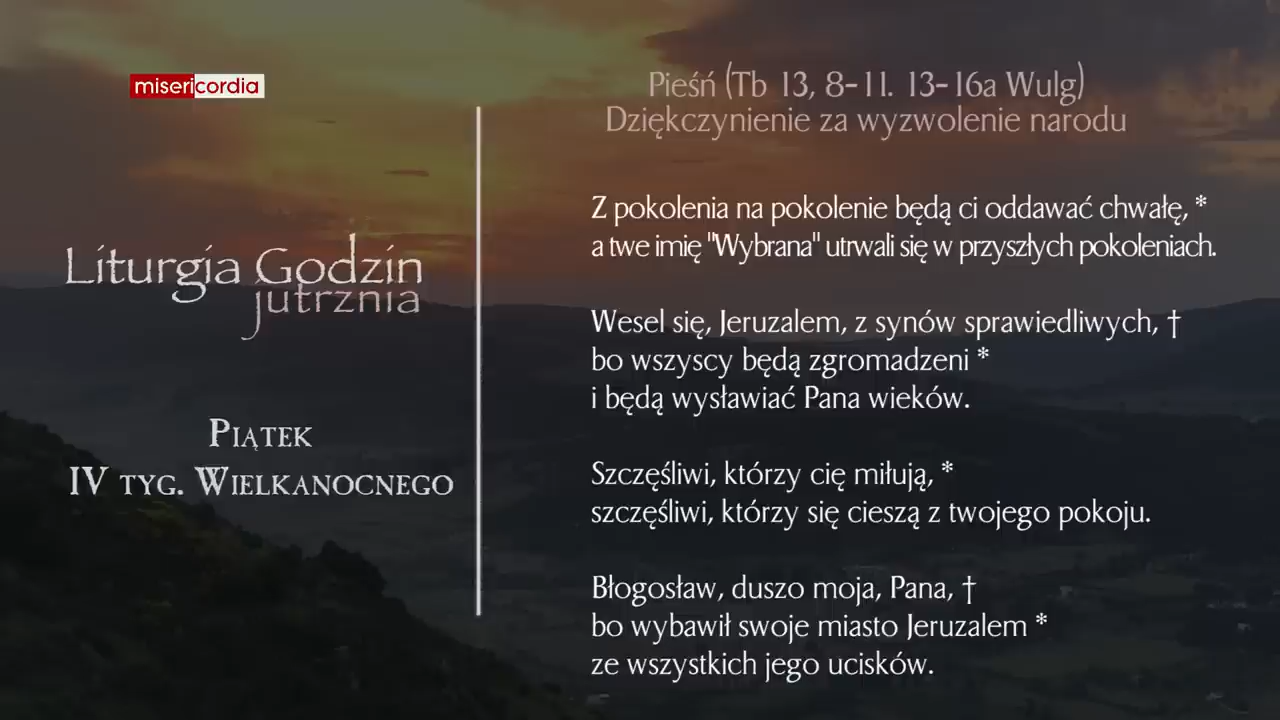 misericordia
Liturgia Godzin
jutrznia
Piątek
IV tyg. Wielkanocnego
Pieśń (Tb 13, 8-11. 13-16a Wulg)
Dziękczynienie za wyzwolenie narodu
Z pokolenia na pokolenie będą ci oddawać chwałę, *
a twe imię "Wybrana" utrwali się w przyszłych pokoleniach.
Wesel się, Jeruzalem, z synów sprawiedliwych, †
bo wszyscy będą zgromadzeni *
i będą wysławiać Pana wieków.
Szczęśliwi, którzy cię miłują, *
szczęśliwi, którzy się cieszą z twojego pokoju.
Błogosław, duszo moja, Pana, †
bo wybawił swoje miasto Jeruzalem *
ze wszystkich jego ucisków.